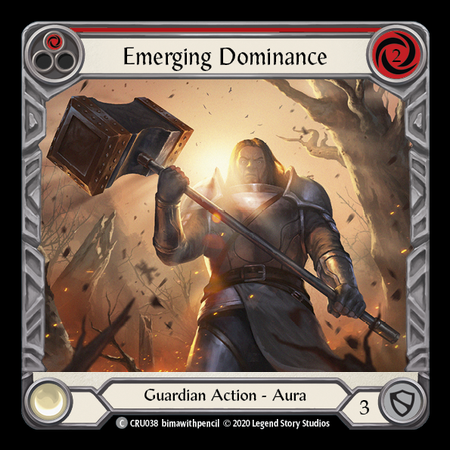 Emerging Dominance
2
Guardian Action - Aura
3
C CRU038 bimawithpencil © 2020 Legend Story Studios